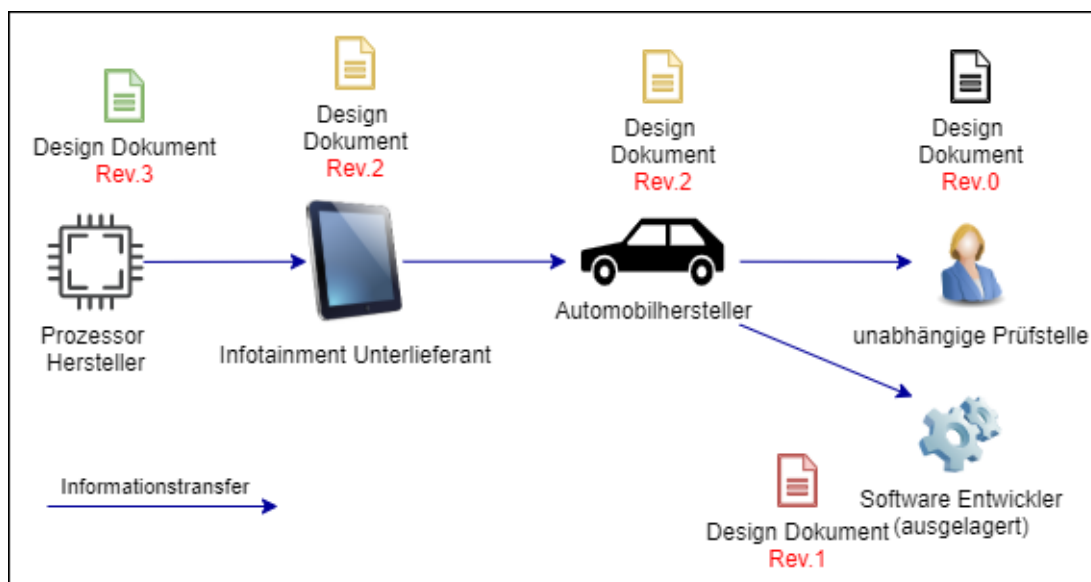 Design Dokument
Rev.3
Design
Dokument
Rev.2
Design
Dokument
Rev.2
Design
Dokument
Rev.0
Prozessor
Hersteller
Infotainment Unterlieferant
Automobilhersteller
unabhängige Prüfstelle
Informationstransfer
Software Entwickler
(ausgelagert)
Design Dokument
Rev.1